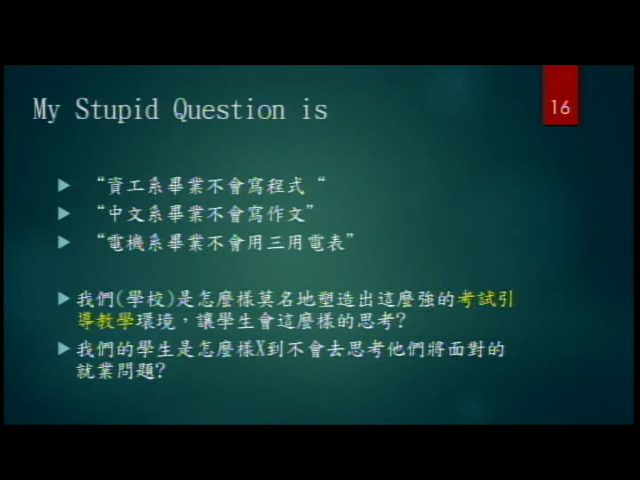 My Stupid Question is
16
“資工系畢業不會寫程式“
“中文系畢業不會寫作文”
“電機系畢業不會用三用電表”
我們(學校)是怎麼樣莫名地塑造出這麼強的考試引
導教學環境，讓學生會這麼樣的思考?
我們的學生是怎麼樣X到不會去思考他們將面對的
就業問題?